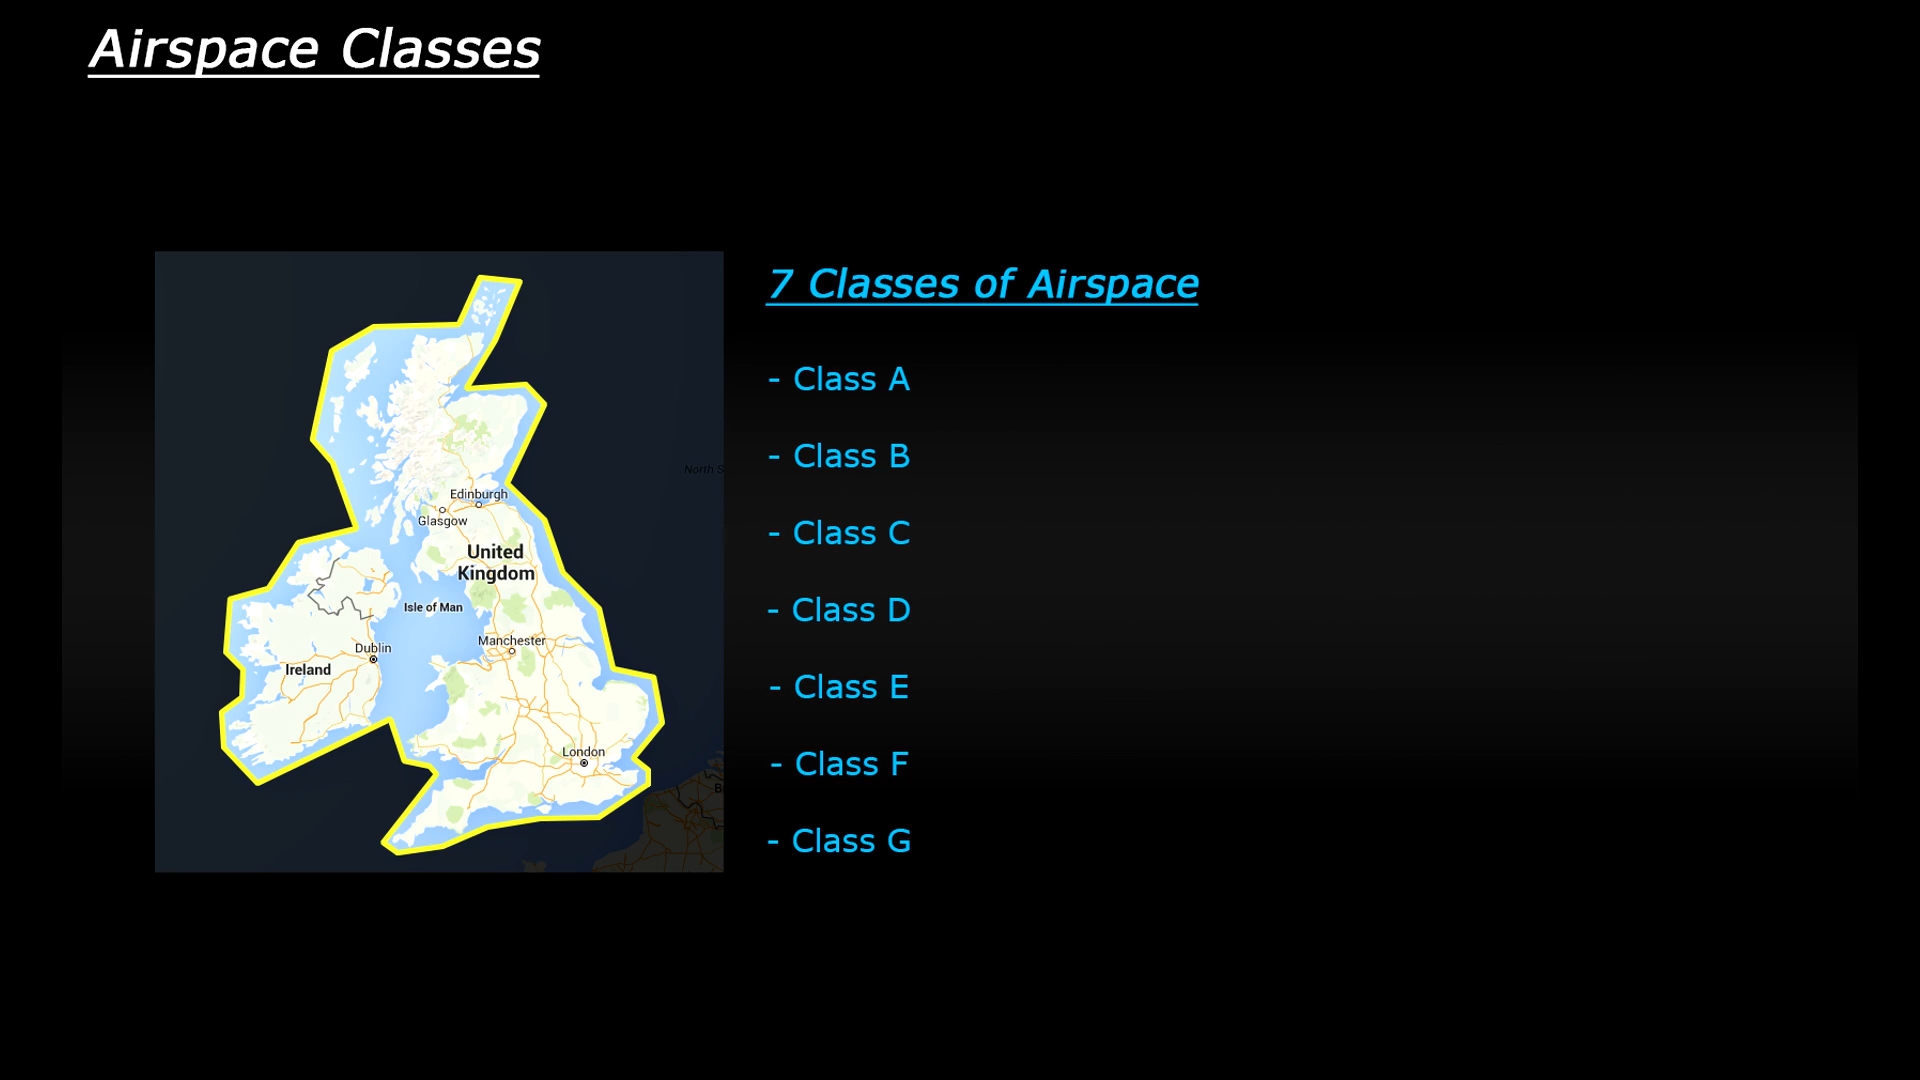 Airspace Classes
7 Classes of Airspace
- Class A
- Class B
- Class C
- Class D
- Class E
- Class F
- Class G
North S
Edinburgh
Glasgow
United
Kingdom
Isle of Man
Manchester
Dublin
Ireland
London
B